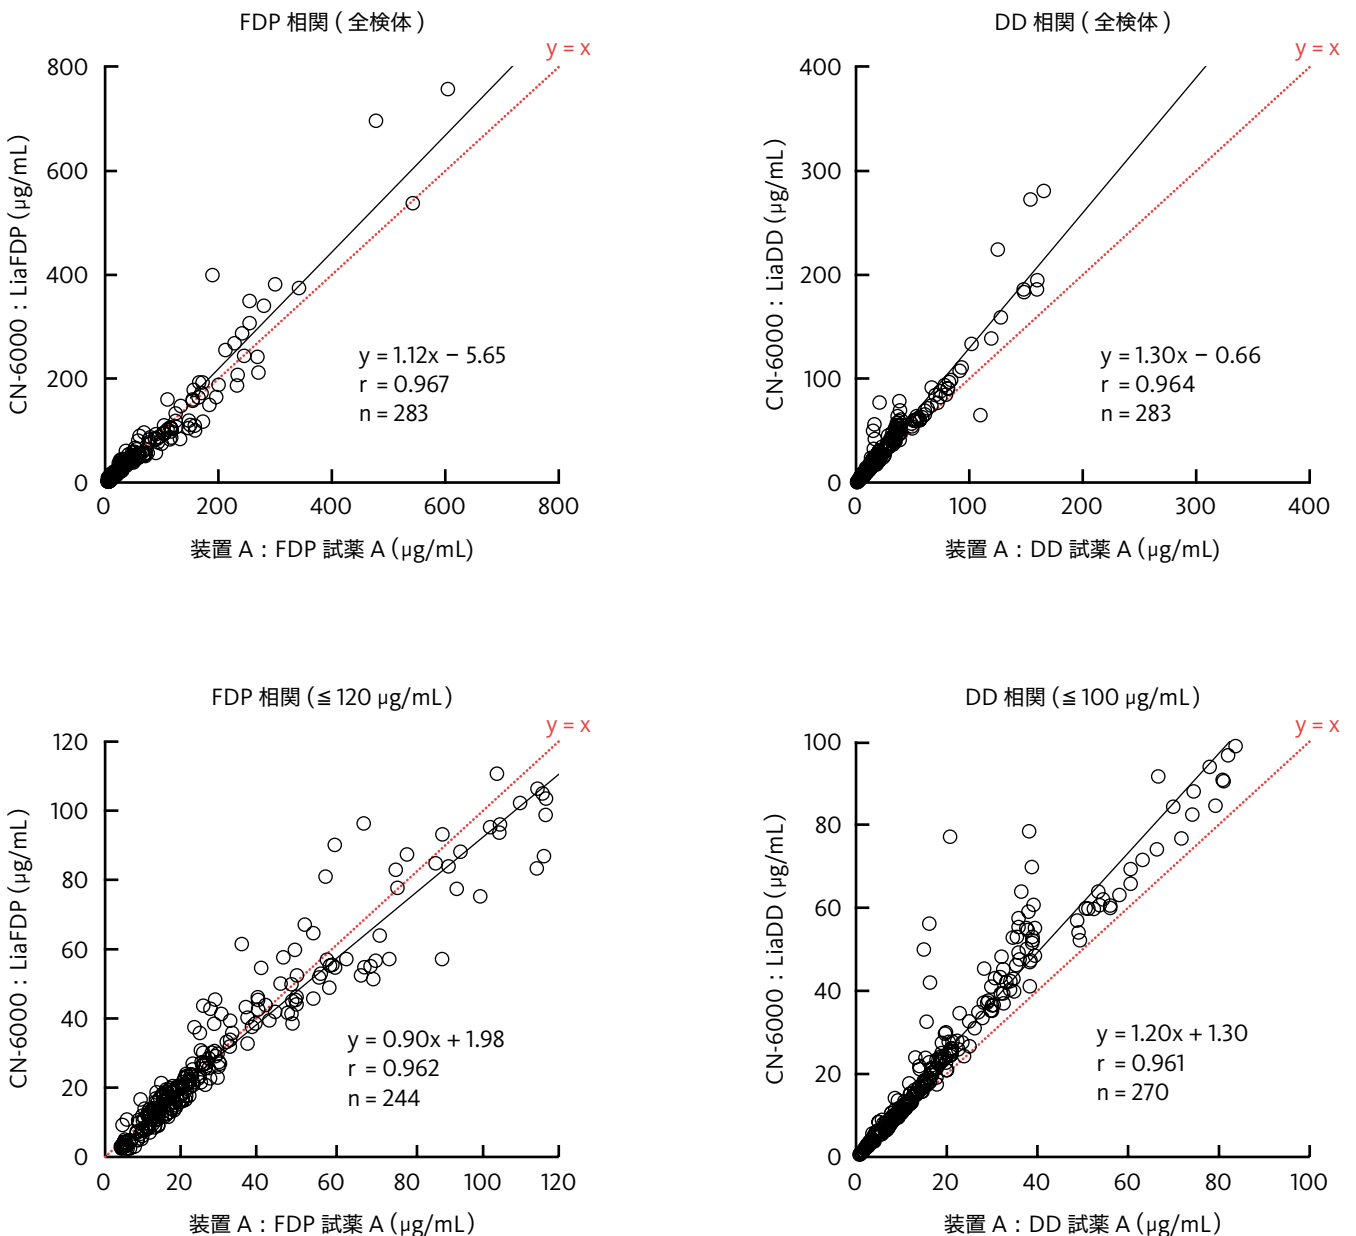 FDP 相関 ( 全検体 )
y = x
800
600
400
200
0
0 200 400 600 800
CN-6000 : LiaFDP (μg/mL)
y = 1.12x − 5.65
r = 0.967
n = 283
装置 A : FDP 試薬 A (μg/mL)
DD 相関 ( 全検体 )
y = x
400
300
200
100
0
0 100 200 300 400
CN-6000 : LiaDD (μg/mL)
y = 1.30x − 0.66
r = 0.964
n = 283
装置 A : DD 試薬 A (μg/mL)
FDP 相関 (≦ 120 μg/mL)
y = x
120
100
80
60
40
20
0
0 20 40 60 80 100 120
CN-6000 : LiaFDP (μg/mL)
y = 0.90x + 1.98
r = 0.962
n = 244
装置 A : FDP 試薬 A (μg/mL)
DD 相関 (≦ 100 μg/mL)
y = x
100
80
60
40
20
0
0 20 40 60 80 100
CN-6000 : LiaDD (μg/mL)
y = 1.20x + 1.30
r = 0.961
n = 270
装置 A : DD 試薬 A (μg/mL)